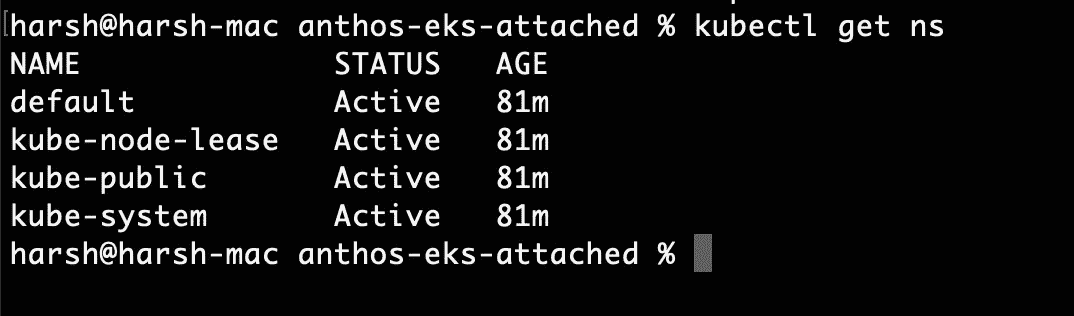 harsh@harsh-mac anthos-eks-attached % kubectl get ns
NAME              STATUS   AGE
default           Active   81m
kube-node-lease   Active   81m
kube-public       Active   81m
kube-system       Active   81m
harsh@harsh-mac anthos-eks-attached %